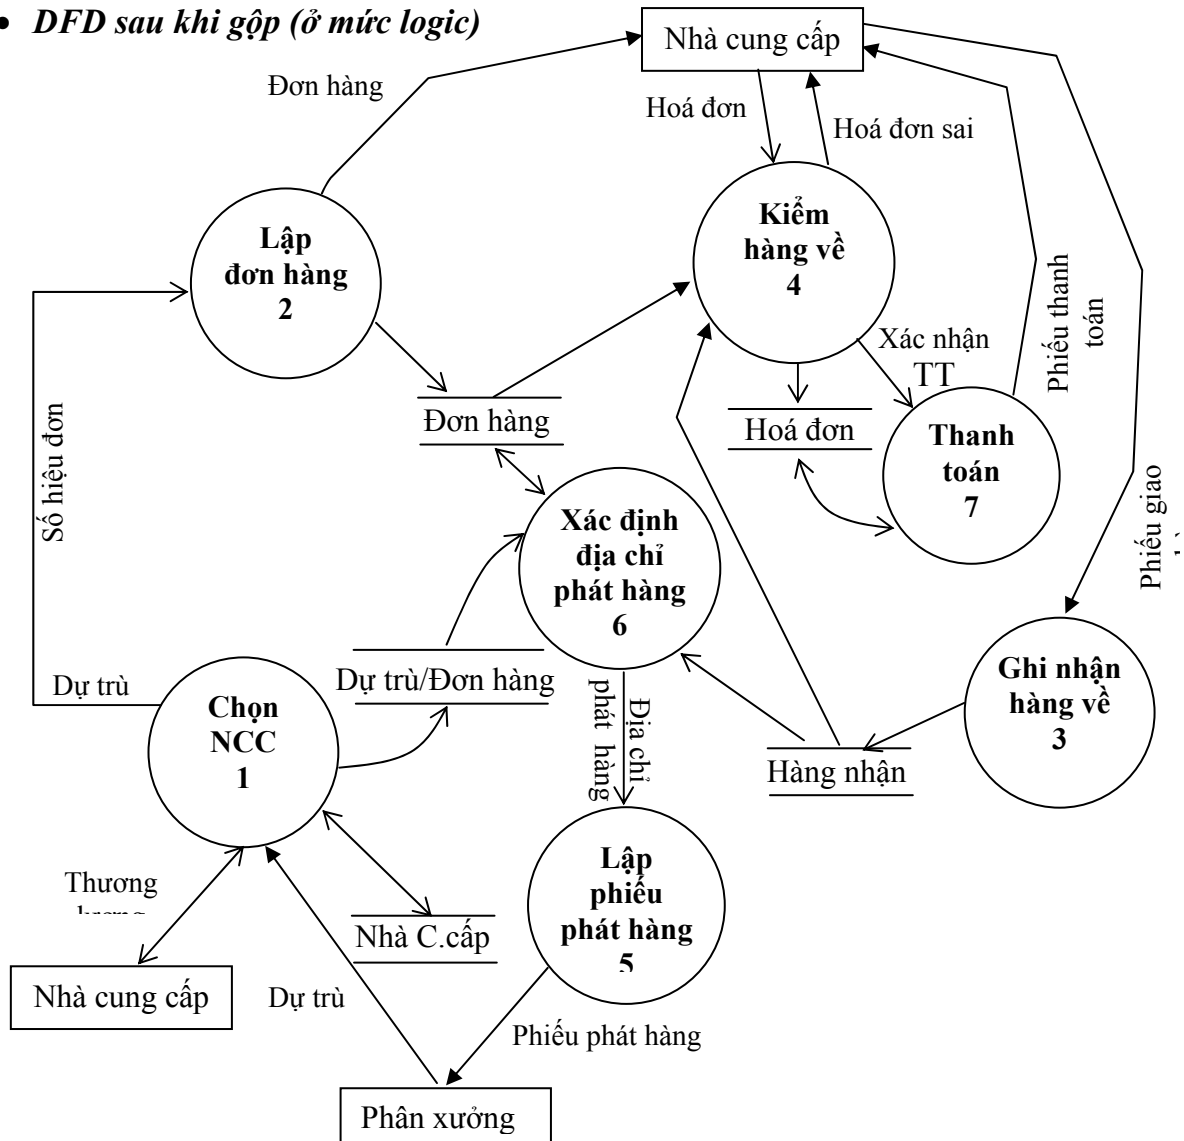 • DFD sau khi gộp (ở mức logic)
Nhà cung cấp
Đơn hàng
Hoá đơn
Hoá đơn sai
Lập
đơn hàng
2
Kiểm
hàng về
4
Phiếu thanh
toán
Xác nhận
TT
Đơn hàng
Hoá đơn
Thanh
toán
7
Số hiệu đơn
Phiếu giao
Xác định
địa chỉ
phát hàng
6
Dự trù
Dự trù/Đơn hàng
Chọn
NCC
1
Địa chỉ
phát hàng
Ghi nhận
hàng về
3
Hàng nhận
Lập
phiếu
phát hàng
5
Thương
Nhà C.cấp
Nhà cung cấp
Dự trù
Phiếu phát hàng
Phân xưởng